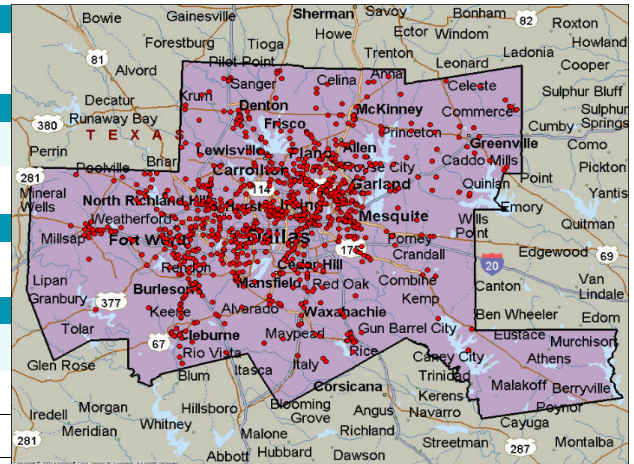 Bowie
Gainesville
Sherman
Savoy
Bonham
82
Roxton
Forestburg
Tioga
Howe
Ector
Windom
Howland
81
Pilot Point
Trenton
Ladonia
Alvord
Sanger
Celina
Anna
Leonard
Cooper
Decatur
Krum
Celeste
Sulphur Bluff
Runaway Bay
Denton
McKinney
Commerce
Sulphur
Springs
380
TEXAS
Frisco
Princeton
Cumby
Perrin
Lewisville
Plano
Allen
Greenville
Como
Poolville
Briar
Carrollton
Caddo Mills
Pickton
281
114
Garland
Quinlan
Point
Yantis
Mineral
Wells
North Richland Hills
Irving
Emory
Weatherford
Mesquite
Wills
Point
Quitman
Millsap
Fort Worth
Dallas
175
Forney
Edgewood
69
Rendon
Cedar Hill
Crandall
20
Lipan
Burleson
Mansfield
Red Oak
Combine
Canton
Van
Granbury
377
Kemp
Lindale
Keene
Alvarado
Waxahachie
Ben Wheeler
Edom
Tolar
67
Cleburne
Maypearl
Gun Barrel City
Eustace
Murchison
Glen Rose
Rio Vista
Rice
Caney City
Athens
Blum
Itasca
Italy
Trinidad
Corsicana
Malakoff
Berryville
Iredell
Morgan
Hillsboro
Blooming
Grove
Angus
Kerens
Navarro
Poynor
Meridian
Whitney
Malone
Richland
Cayuga
281
Abbott
Hubbard
Dawson
Streetman
287
Montalba